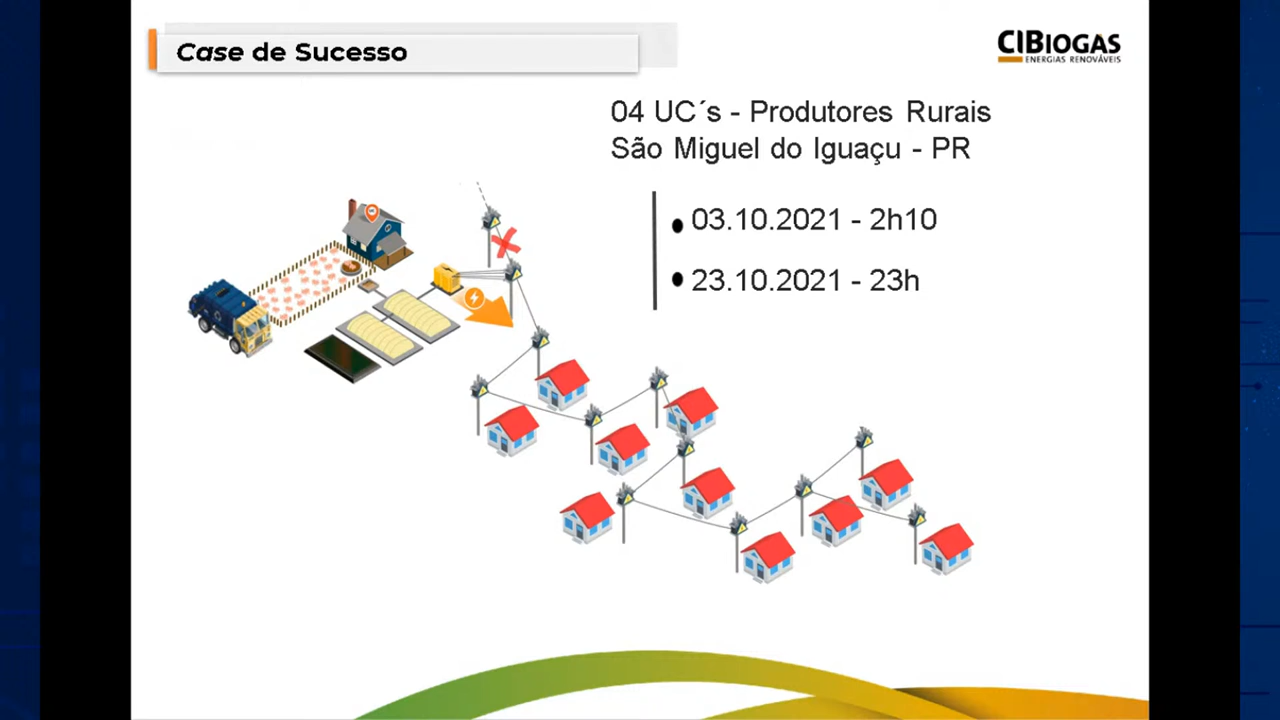 Case de Sucesso
CIBIOGÁS
ENERGIAS RENOVÁVEIS
04 UC´s - Produtores Rurais
São Miguel do Iguaçu - PR
03.10.2021 - 2h10
23.10.2021 - 23h